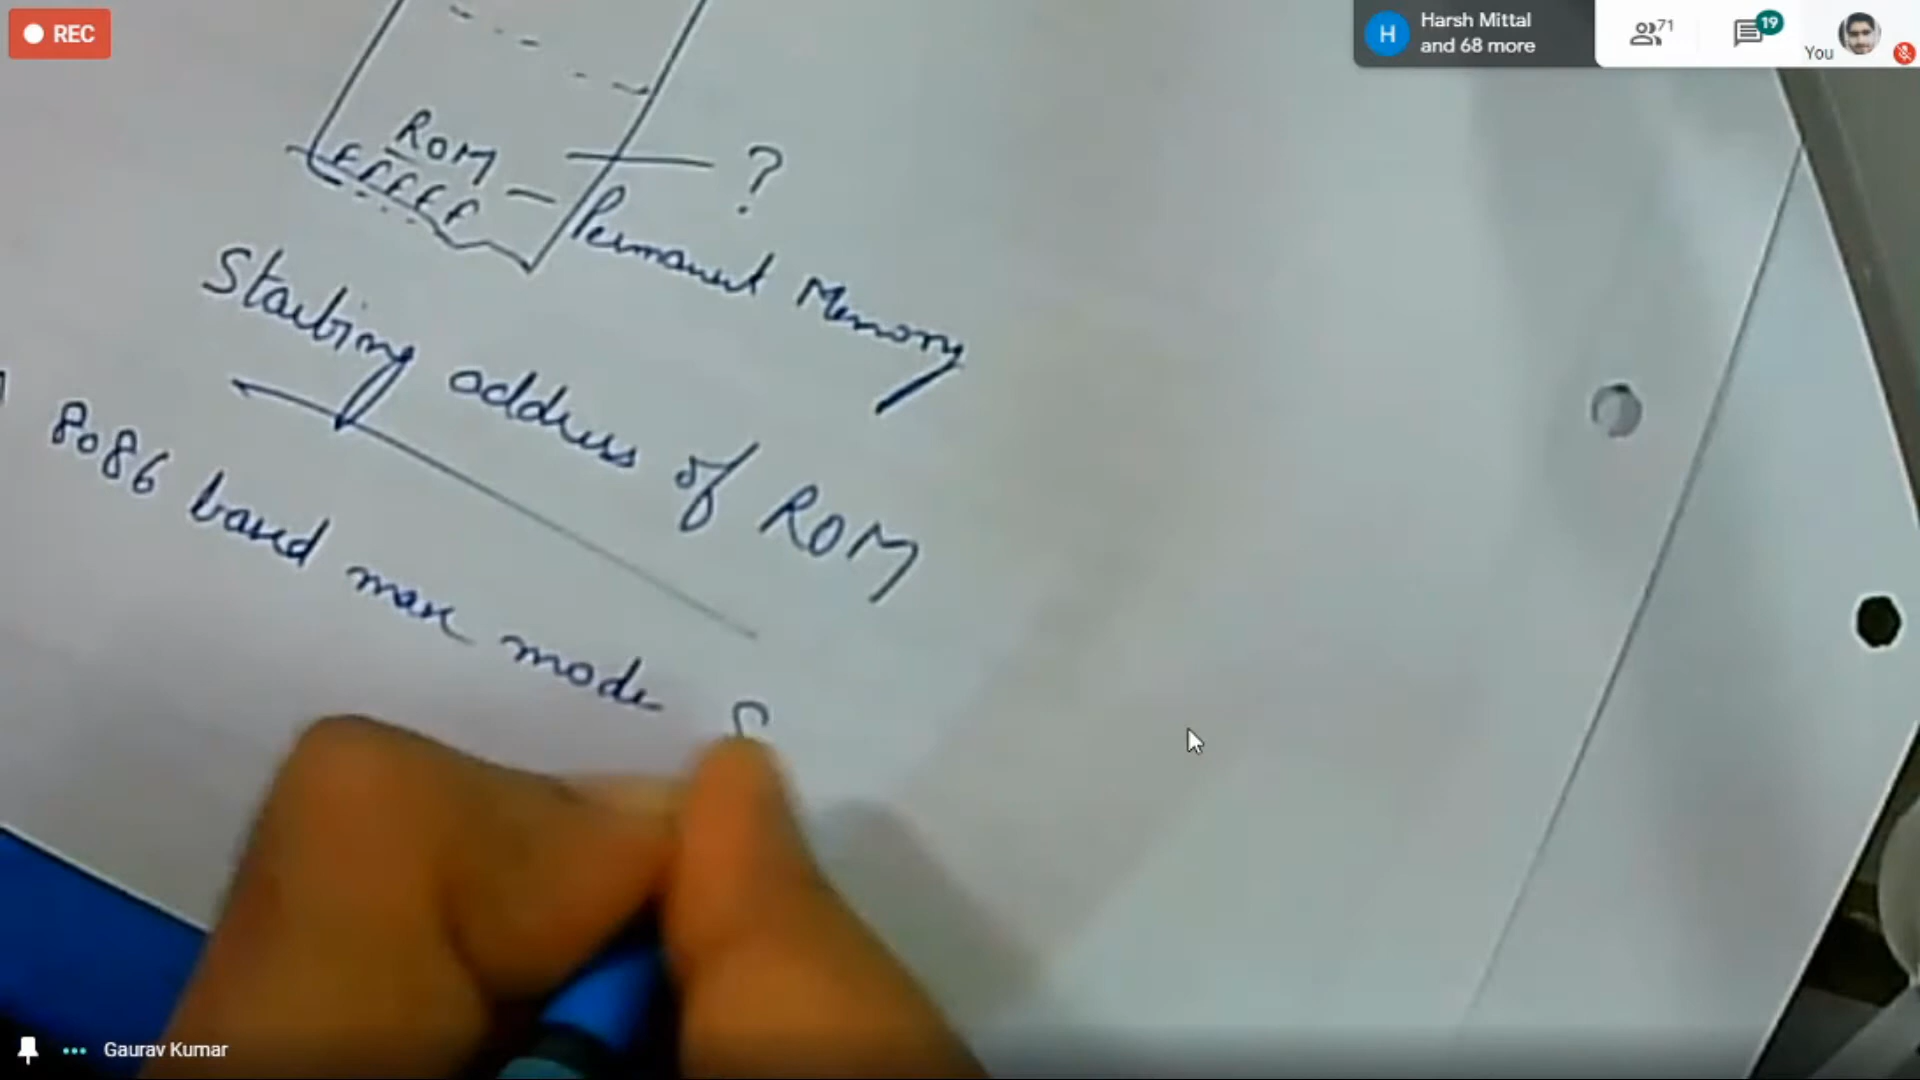 REC
Harsh Mittal
and 68 more
H
71
19
You
ROM — ?
FFFFF — Permanent Memory
Starting address of ROM
8086 based max mode S
Gaurav Kumar